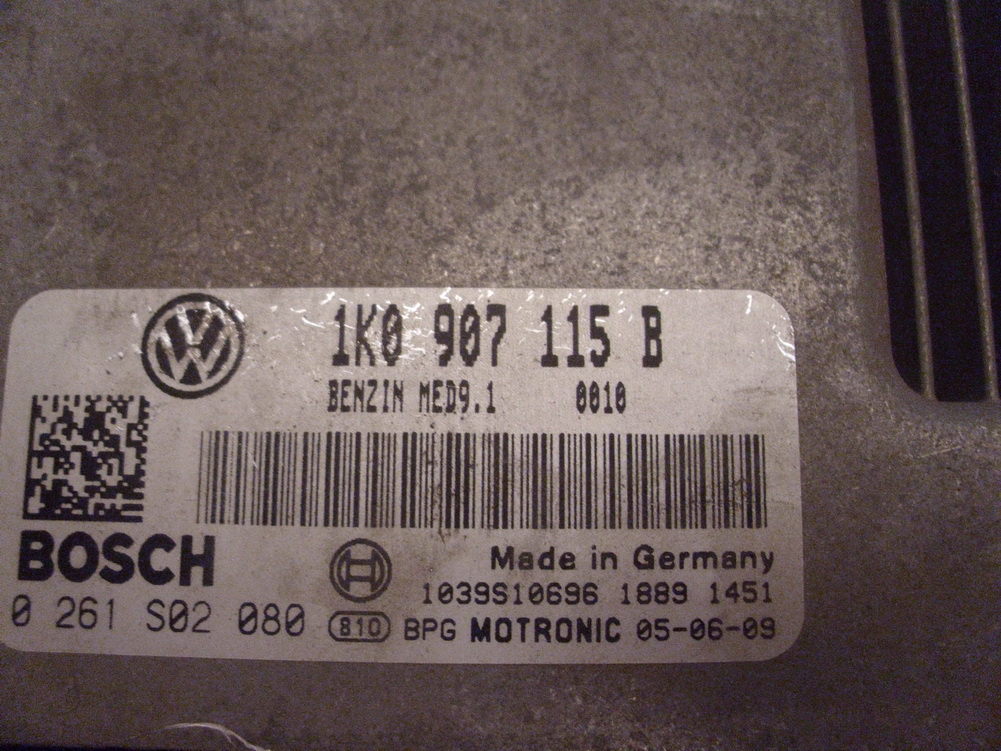 1K0 907 115 B
BENZIN MED9.1 0010
BOSCH
Made in Germany
1039S10696 1889 1451
0 261 S02 080
810 BPG MOTRONIC 05-06-09